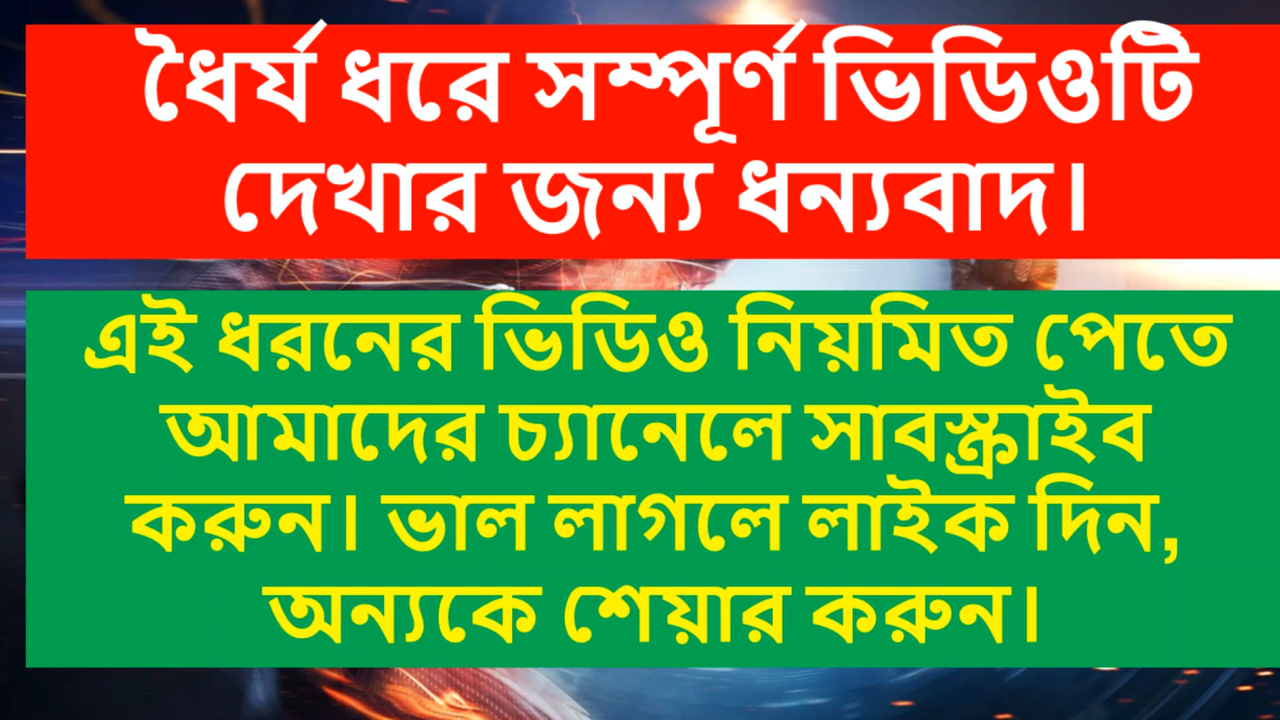 ধৈর্য ধরে সম্পূর্ণ ভিডিওটি
দেখার জন্য ধন্যবাদ।
এই ধরনের ভিডিও নিয়মিত পেতে
আমাদের চ্যানেলে সাবস্ক্রাইব
করুন। ভাল লাগলে লাইক দিন,
অন্যকে শেয়ার করুন।